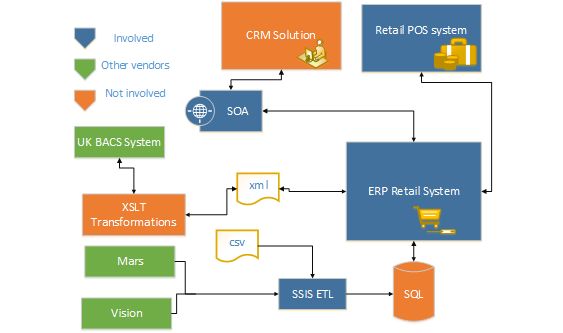 Involved
Other vendors
Not involved
CRM Solution
Retail POS system
SOA
UK BACS System
xml
ERP Retail System
XSLT
Transformations
csv
Mars
SSIS ETL
SQL
Vision